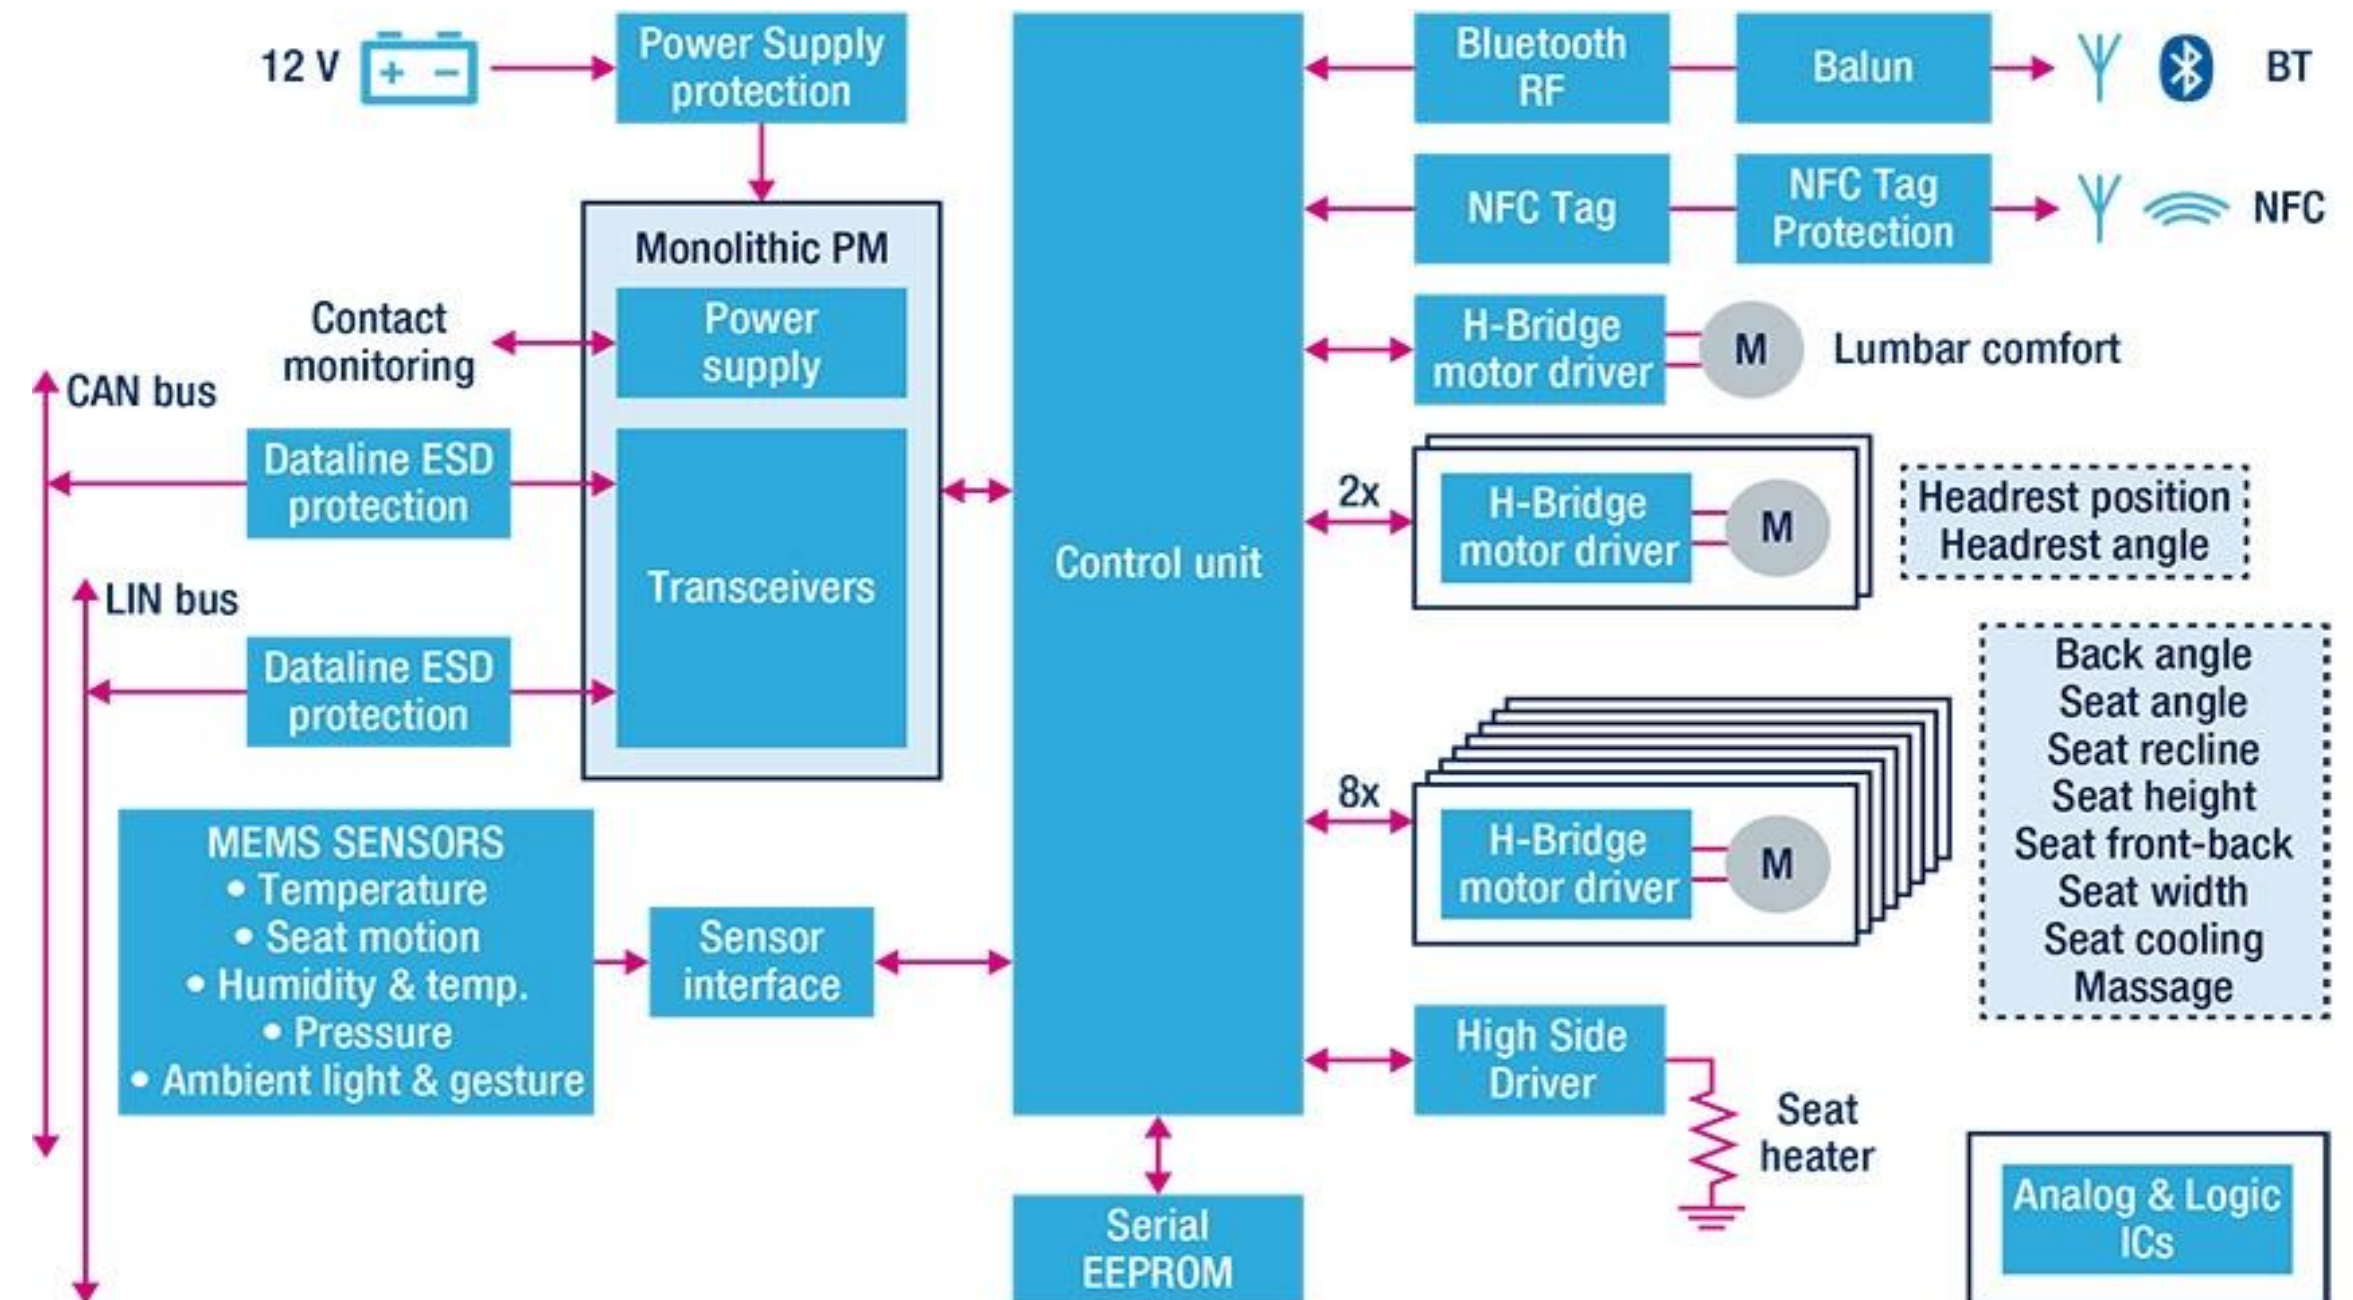 12 V
+ −
Power Supply
protection
Monolithic PM
Power
supply
Contact
monitoring
CAN bus
Dataline ESD
protection
Transceivers
LIN bus
Dataline ESD
protection
MEMS SENSORS
• Temperature
• Seat motion
• Humidity & temp.
• Pressure
• Ambient light & gesture
Sensor
interface
Control unit
Serial
EEPROM
Bluetooth
RF
Balun
BT
NFC Tag
NFC Tag
Protection
NFC
H-Bridge
motor driver
M
Lumbar comfort
2x
H-Bridge
motor driver
M
Headrest position
Headrest angle
8x
H-Bridge
motor driver
M
Back angle
Seat angle
Seat recline
Seat height
Seat front-back
Seat width
Seat cooling
Massage
High Side
Driver
Seat
heater
Analog & Logic
ICs